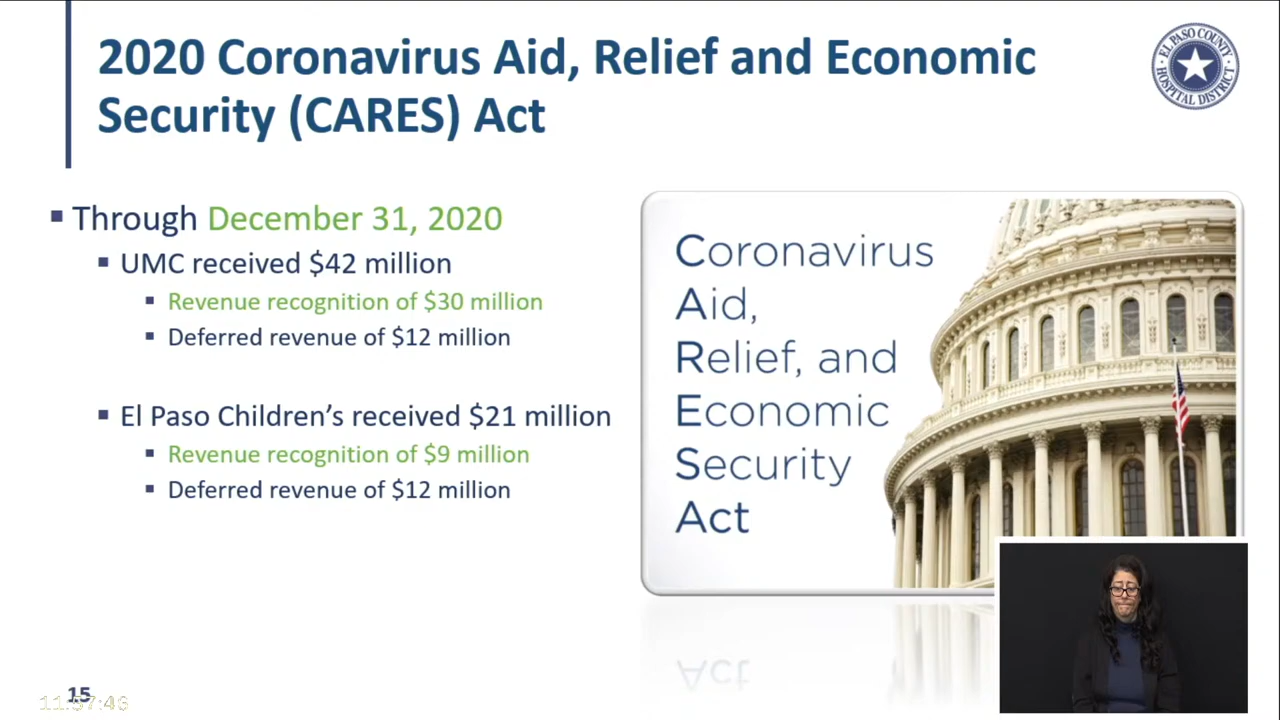 2020 Coronavirus Aid, Relief and Economic
Security (CARES) Act
EL PASO COUNTY
HOSPITAL DISTRICT
Through December 31, 2020
UMC received $42 million
Revenue recognition of $30 million
Deferred revenue of $12 million
El Paso Children’s received $21 million
Revenue recognition of $9 million
Deferred revenue of $12 million
Coronavirus
Aid,
Relief, and
Economic
Security
Act
Act
15